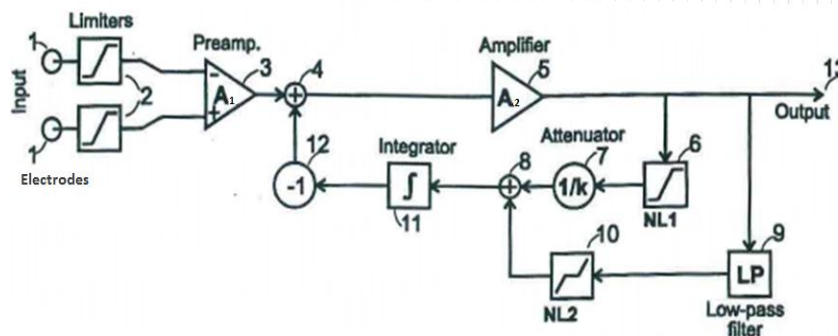 Limiters
1
2
Input
1
Electrodes
Preamp.
3
-
A1
+
4
+
Amplifier
5
A2
Output
12
-1
Integrator
∫
11
8
+
Attenuator
7
1/k
6
NL1
10
NL2
9
LP
Low-pass
filter